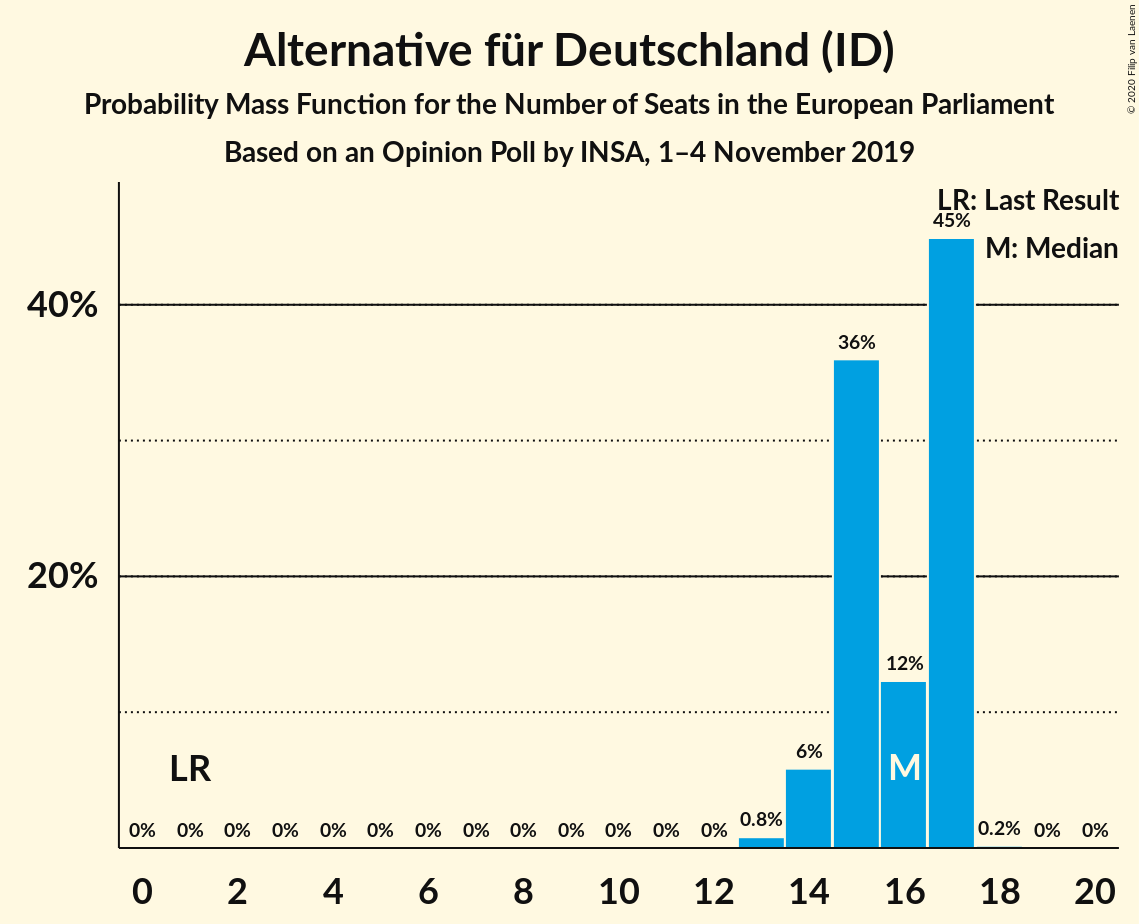 Alternative für Deutschland (ID)
Probability Mass Function for the Number of Seats in the European Parliament
Based on an Opinion Poll by INSA, 1–4 November 2019
© 2020 Filip van Laenen
LR: Last Result
M: Median
45%
40%
36%
20%
12%
6%
LR
M
0% 0% 0% 0% 0% 0% 0% 0% 0% 0% 0% 0% 0% 0.8% 0.2% 0% 0%
0 2 4 6 8 10 12 14 16 18 20